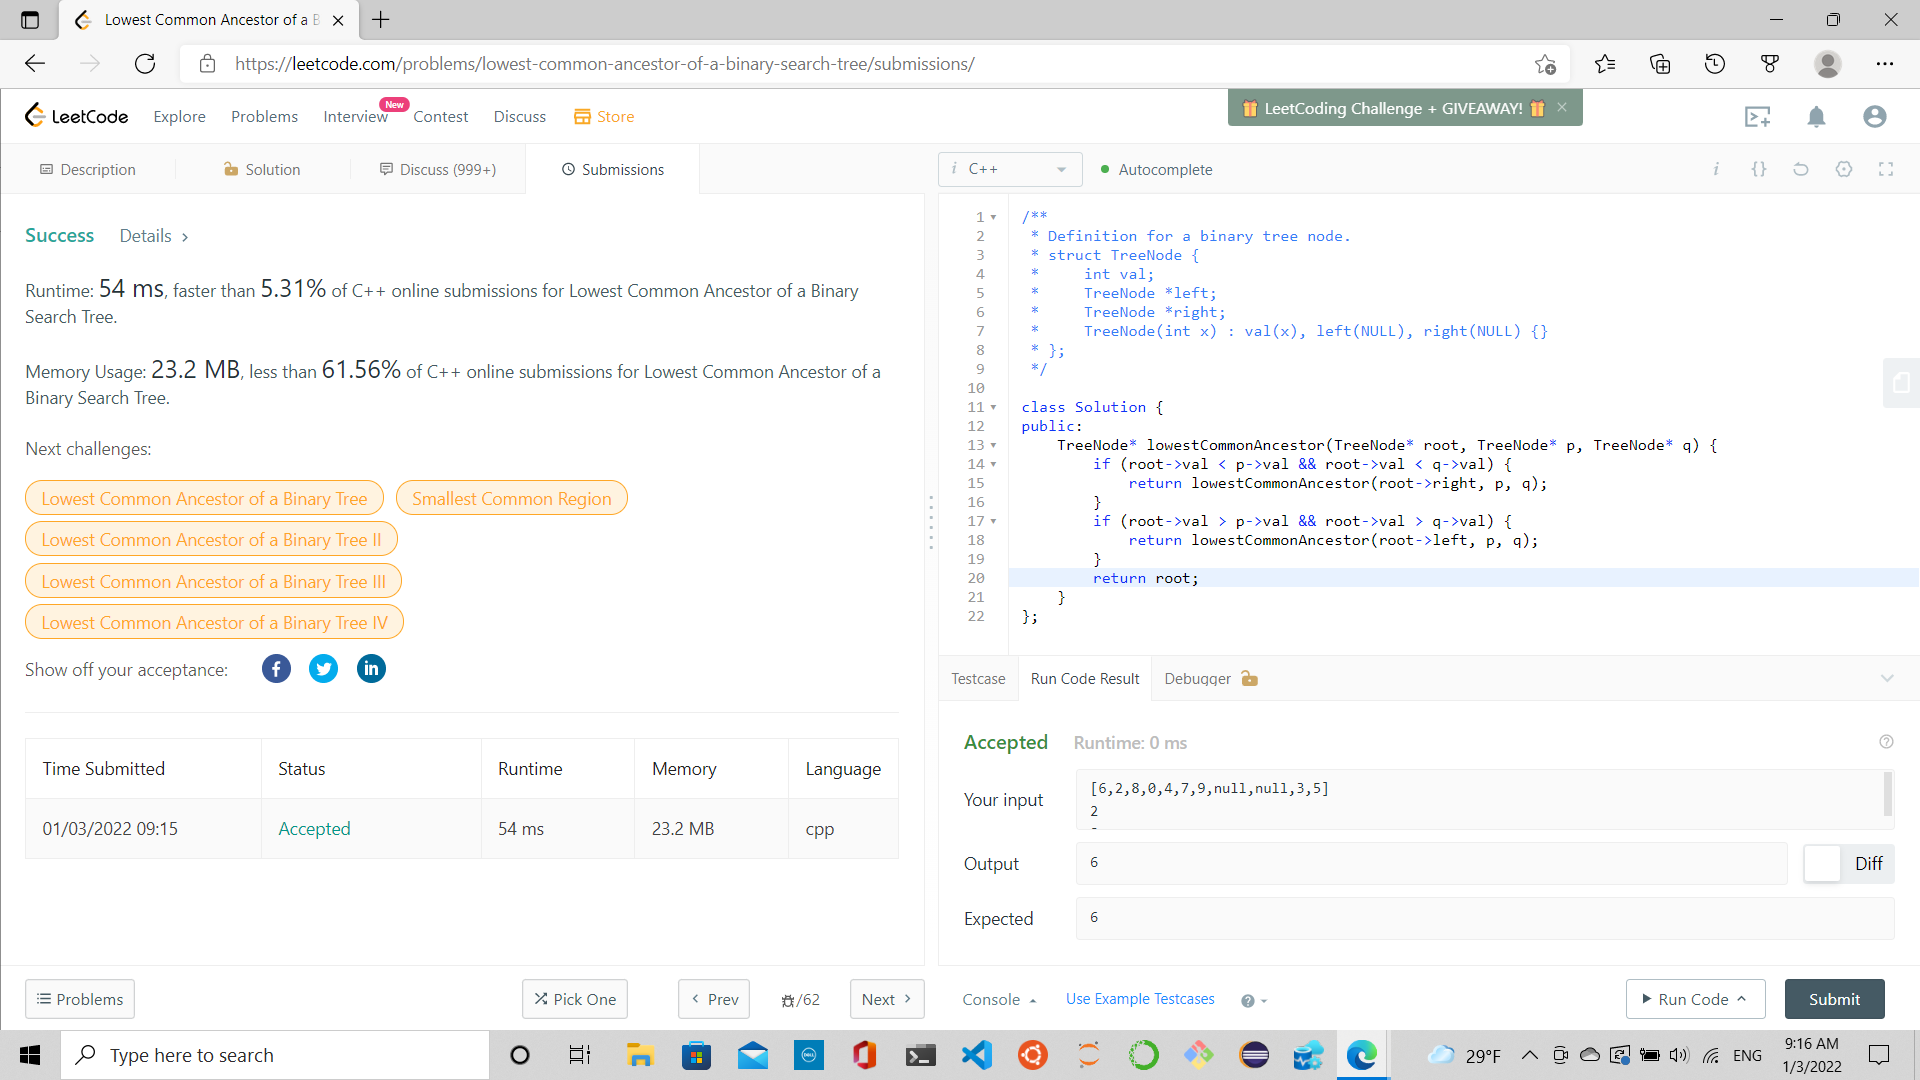 Lowest Common Ancestor of a B
https://leetcode.com/problems/lowest-common-ancestor-of-a-binary-search-tree/submissions/
LeetCode Explore Problems Interview New Contest Discuss Store
LeetCoding Challenge + GIVEAWAY!
Description Solution Discuss (999+) Submissions
i C++ Autocomplete i {}
Success Details >
Runtime: 54 ms, faster than 5.31% of C++ online submissions for Lowest Common Ancestor of a Binary
Search Tree.
Memory Usage: 23.2 MB, less than 61.56% of C++ online submissions for Lowest Common Ancestor of a
Binary Search Tree.
Next challenges:
Lowest Common Ancestor of a Binary Tree Smallest Common Region
Lowest Common Ancestor of a Binary Tree II
Lowest Common Ancestor of a Binary Tree III
Lowest Common Ancestor of a Binary Tree IV
Show off your acceptance:
Time Submitted Status Runtime Memory Language
01/03/2022 09:15 Accepted 54 ms 23.2 MB cpp
1 /**
2  * Definition for a binary tree node.
3  * struct TreeNode {
4  *     int val;
5  *     TreeNode *left;
6  *     TreeNode *right;
7  *     TreeNode(int x) : val(x), left(NULL), right(NULL) {}
8  * };
9  */
10
11 class Solution {
12 public:
13     TreeNode* lowestCommonAncestor(TreeNode* root, TreeNode* p, TreeNode* q) {
14         if (root->val < p->val && root->val < q->val) {
15             return lowestCommonAncestor(root->right, p, q);
16         }
17         if (root->val > p->val && root->val > q->val) {
18             return lowestCommonAncestor(root->left, p, q);
19         }
20         return root;
21     }
22 };
Testcase Run Code Result Debugger
Accepted Runtime: 0 ms
Your input
[6,2,8,0,4,7,9,null,null,3,5]
2
Output 6 Diff
Expected 6
Problems Pick One < Prev /62 Next > Console Use Example Testcases Run Code Submit
Type here to search
29°F ENG
9:16 AM
1/3/2022